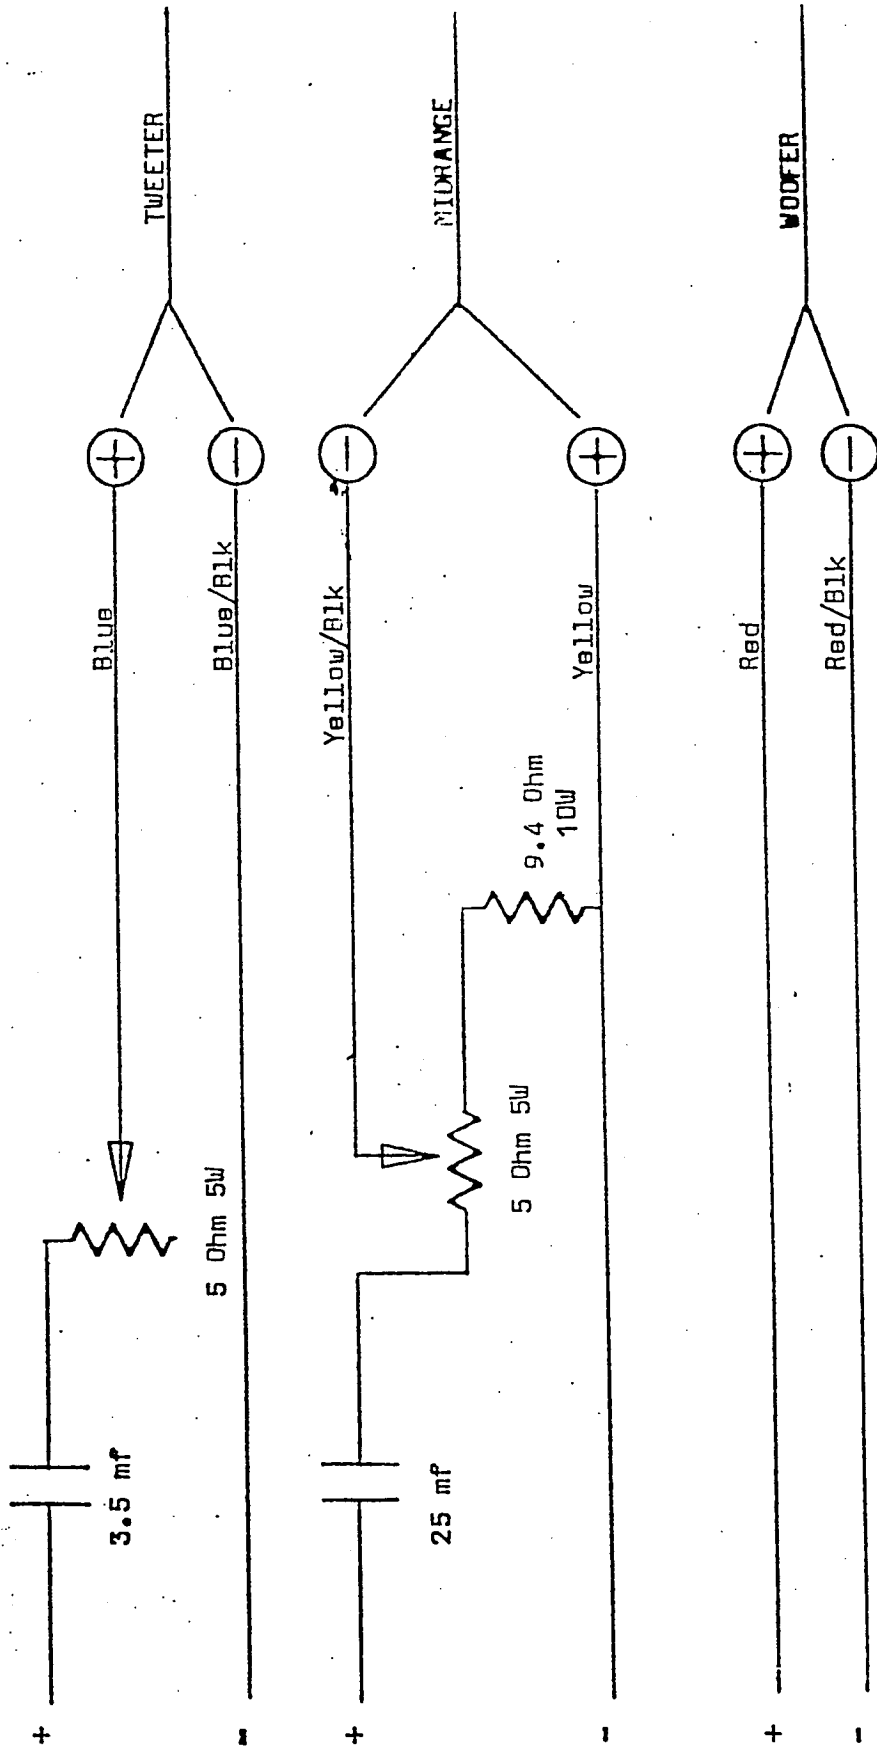 TWEETER
MIDRANGE
WOOFER
Blue
Blue/Blk
Yellow/Blk
Yellow
Red
Red/Blk
9.4 Ohm
10W
5 Ohm 5W
5 Ohm 5W
3.5 mf
25 mf
+
-
+
-
+
-